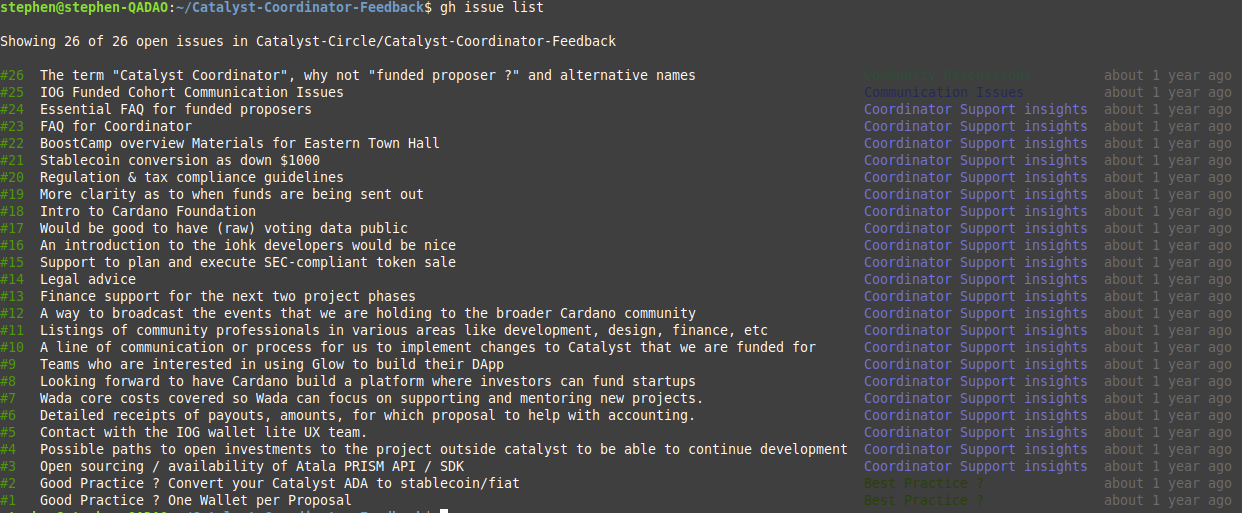 stephen@stephen-QADAO:~/Catalyst-Coordinator-Feedback$ gh issue list
Showing 26 of 26 open issues in Catalyst-Circle/Catalyst-Coordinator-Feedback
#26 The term "Catalyst Coordinator", why not "funded proposer ?" and alternative names about 1 year ago
#25 IOG Funded Cohort Communication Issues Communication Issues about 1 year ago
#24 Essential FAQ for funded proposers Coordinator Support insights about 1 year ago
#23 FAQ for Coordinator Coordinator Support insights about 1 year ago
#22 BoostCamp overview Materials for Eastern Town Hall Coordinator Support insights about 1 year ago
#21 Stablecoin conversion as down $1000 Coordinator Support insights about 1 year ago
#20 Regulation & tax compliance guidelines Coordinator Support insights about 1 year ago
#19 More clarity as to when funds are being sent out Coordinator Support insights about 1 year ago
#18 Intro to Cardano Foundation Coordinator Support insights about 1 year ago
#17 Would be good to have (raw) voting data public Coordinator Support insights about 1 year ago
#16 An introduction to the iohk developers would be nice Coordinator Support insights about 1 year ago
#15 Support to plan and execute SEC-compliant token sale Coordinator Support insights about 1 year ago
#14 Legal advice Coordinator Support insights about 1 year ago
#13 Finance support for the next two project phases Coordinator Support insights about 1 year ago
#12 A way to broadcast the events that we are holding to the broader Cardano community Coordinator Support insights about 1 year ago
#11 Listings of community professionals in various areas like development, design, finance, etc Coordinator Support insights about 1 year ago
#10 A line of communication or process for us to implement changes to Catalyst that we are funded for Coordinator Support insights about 1 year ago
#9 Teams who are interested in using Glow to build their DApp Coordinator Support insights about 1 year ago
#8 Looking forward to have Cardano build a platform where investors can fund startups Coordinator Support insights about 1 year ago
#7 Wada core costs covered so Wada can focus on supporting and mentoring new projects. Coordinator Support insights about 1 year ago
#6 Detailed receipts of payouts, amounts, for which proposal to help with accounting. Coordinator Support insights about 1 year ago
#5 Contact with the IOG wallet lite UX team. Coordinator Support insights about 1 year ago
#4 Possible paths to open investments to the project outside catalyst to be able to continue development Coordinator Support insights about 1 year ago
#3 Open sourcing / availability of Atala PRISM API / SDK Coordinator Support insights about 1 year ago
#2 Good Practice ? Convert your Catalyst ADA to stablecoin/fiat Best Practice ? about 1 year ago
#1 Good Practice ? One Wallet per Proposal Best Practice ? about 1 year ago